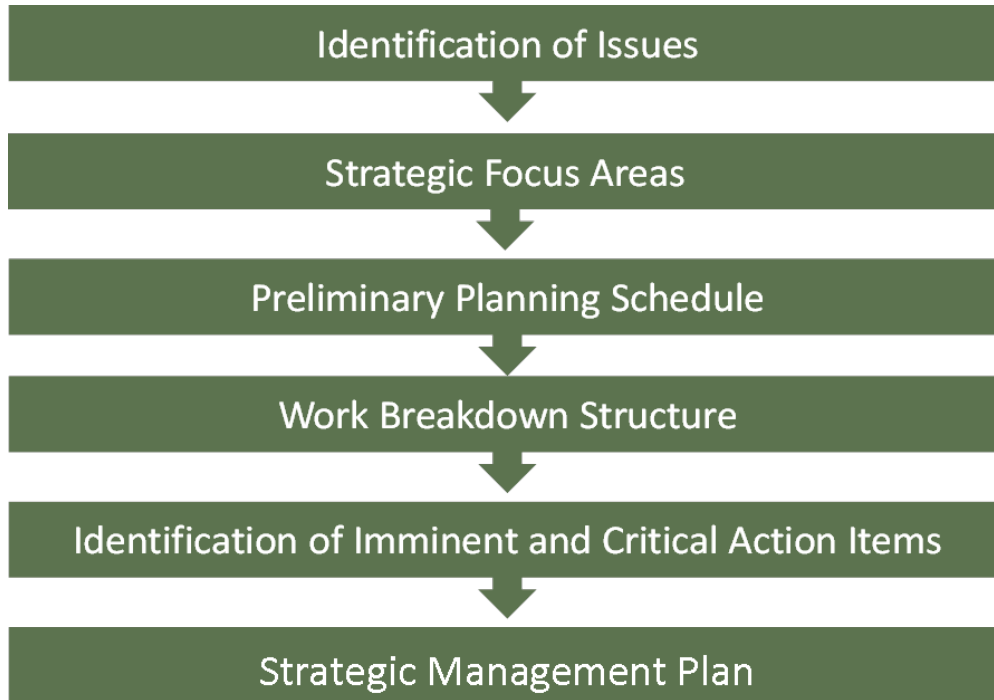 Identification of Issues
Strategic Focus Areas
Preliminary Planning Schedule
Work Breakdown Structure
Identification of Imminent and Critical Action Items
Strategic Management Plan